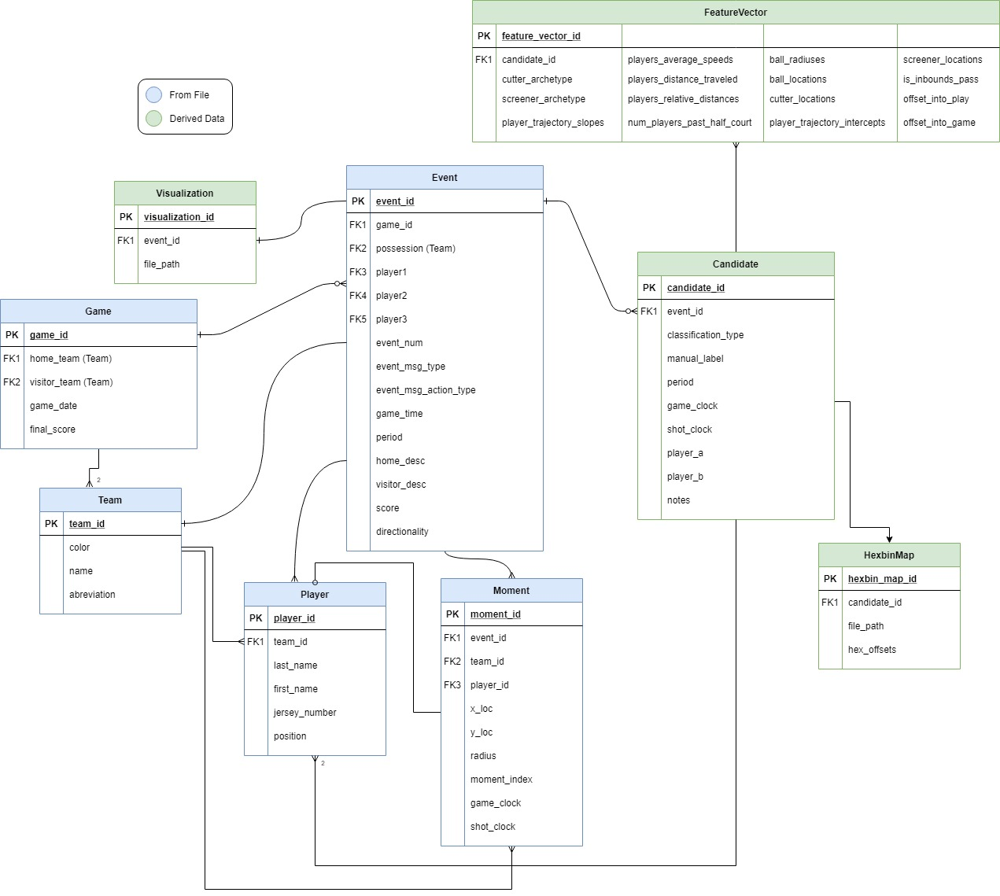 FeatureVector
PK feature_vector_id
FK1 candidate_id players_average_speeds ball_radiuses screener_locations
cutter_archetype players_distance_traveled ball_locations is_inbounds_pass
screener_archetype players_relative_distances cutter_locations offset_into_play
player_trajectory_slopes num_players_past_half_court player_trajectory_intercepts offset_into_game
From File
Derived Data
Visualization
PK visualization_id
FK1 event_id
file_path
Event
PK event_id
FK1 game_id
FK2 possession (Team)
FK3 player1
FK4 player2
FK5 player3
event_num
event_msg_type
event_msg_action_type
game_time
period
home_desc
visitor_desc
score
directionality
Candidate
PK candidate_id
FK1 event_id
classification_type
manual_label
period
game_clock
shot_clock
player_a
player_b
notes
Game
PK game_id
FK1 home_team (Team)
FK2 visitor_team (Team)
game_date
final_score
2
Team
PK team_id
color
name
abreviation
Player
PK player_id
FK1 team_id
last_name
first_name
jersey_number
position
2
Moment
PK moment_id
FK1 event_id
FK2 team_id
FK3 player_id
x_loc
y_loc
radius
moment_index
game_clock
shot_clock
HexbinMap
PK hexbin_map_id
FK1 candidate_id
file_path
hex_offsets